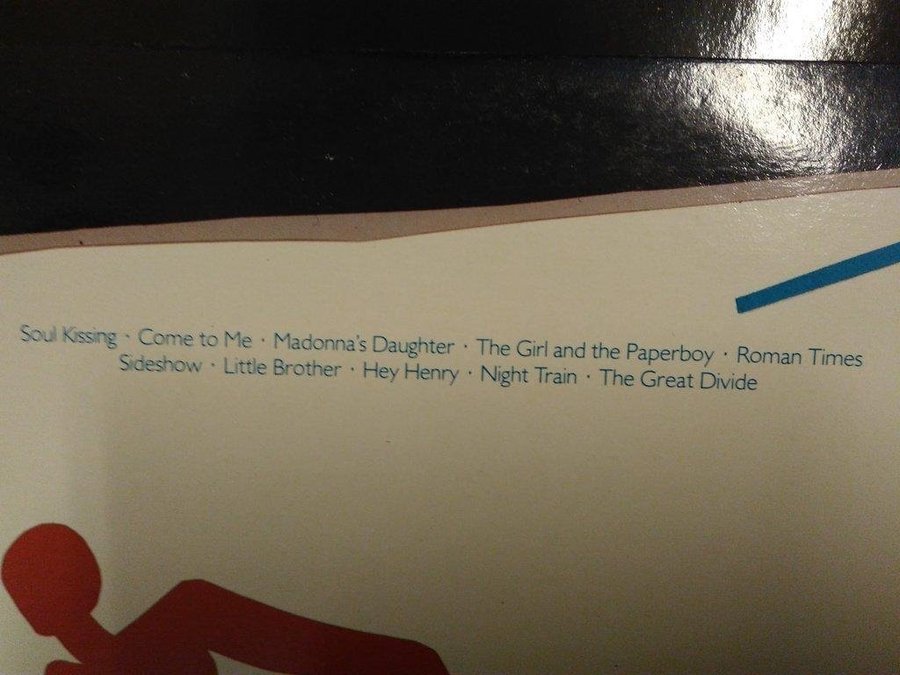 Soul Kissing · Come to Me · Madonna's Daughter · The Girl and the Paperboy · Roman Times
Sideshow · Little Brother · Hey Henry · Night Train · The Great Divide